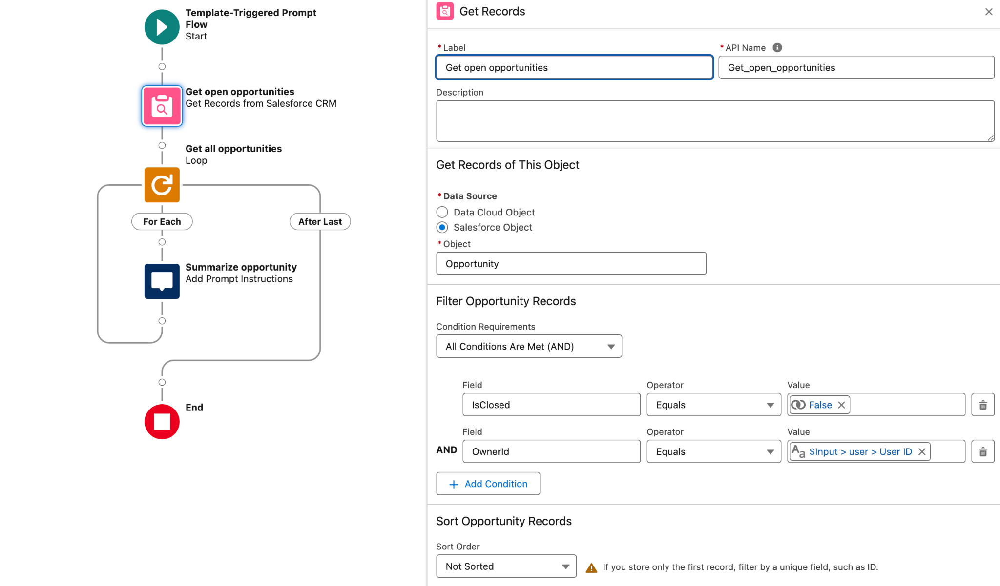 Template-Triggered Prompt
Flow
Start
Get open opportunities
Get Records from Salesforce CRM
Get all opportunities
Loop
For Each
After Last
Summarize opportunity
Add Prompt Instructions
End
Get Records
* Label
Get open opportunities
* API Name
Get_open_opportunities
Description
Get Records of This Object
* Data Source
Data Cloud Object
Salesforce Object
* Object
Opportunity
Filter Opportunity Records
Condition Requirements
All Conditions Are Met (AND)
Field
Operator
Value
IsClosed
Equals
False
Field
Operator
Value
AND
OwnerId
Equals
Aa $Input > user > User ID
+ Add Condition
Sort Opportunity Records
Sort Order
Not Sorted
If you store only the first record, filter by a unique field, such as ID.